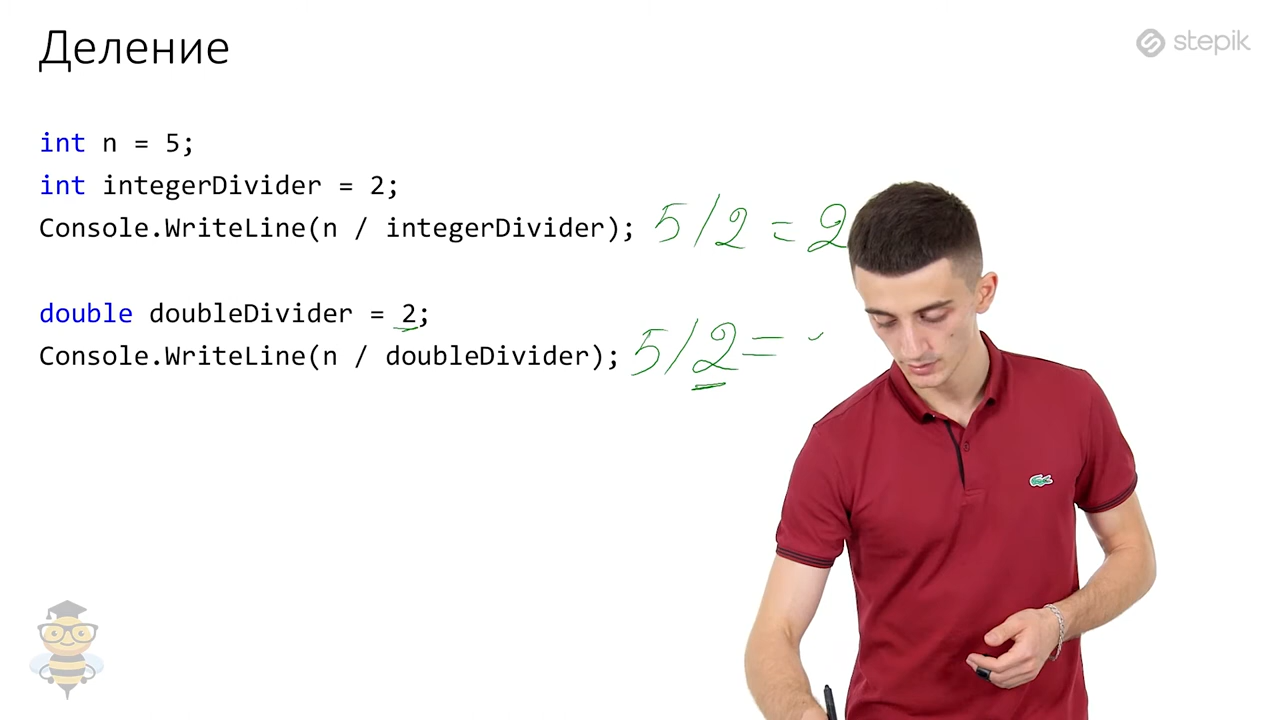 Деление
stepik
int n = 5;
int integerDivider = 2;
Console.WriteLine(n / integerDivider); 5/2=2
double doubleDivider = 2;
Console.WriteLine(n / doubleDivider); 5/2=